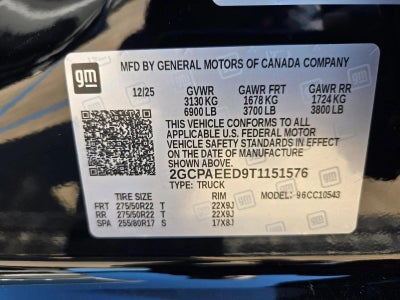 gm
MFD BY GENERAL MOTORS OF CANADA COMPANY
12/25 GVWR GAWR FRT GAWR RR
3130 KG 1678 KG 1724 KG
6900 LB 3700 LB 3800 LB
THIS VEHICLE CONFORMS TO ALL
APPLICABLE U.S. FEDERAL MOTOR
VEHICLE SAFETY STANDARDS IN EFFECT
ON THE DATE OF MANUFACTURE
SHOWN ABOVE.
2GCPAEED9T1151576
TYPE: TRUCK MODEL: 96CC10543
TIRE SIZE RIM
FRT 275/50R22 T 22X9J
RR 275/50R22 T 22X9J
SPA 255/80R17 S 17X8J